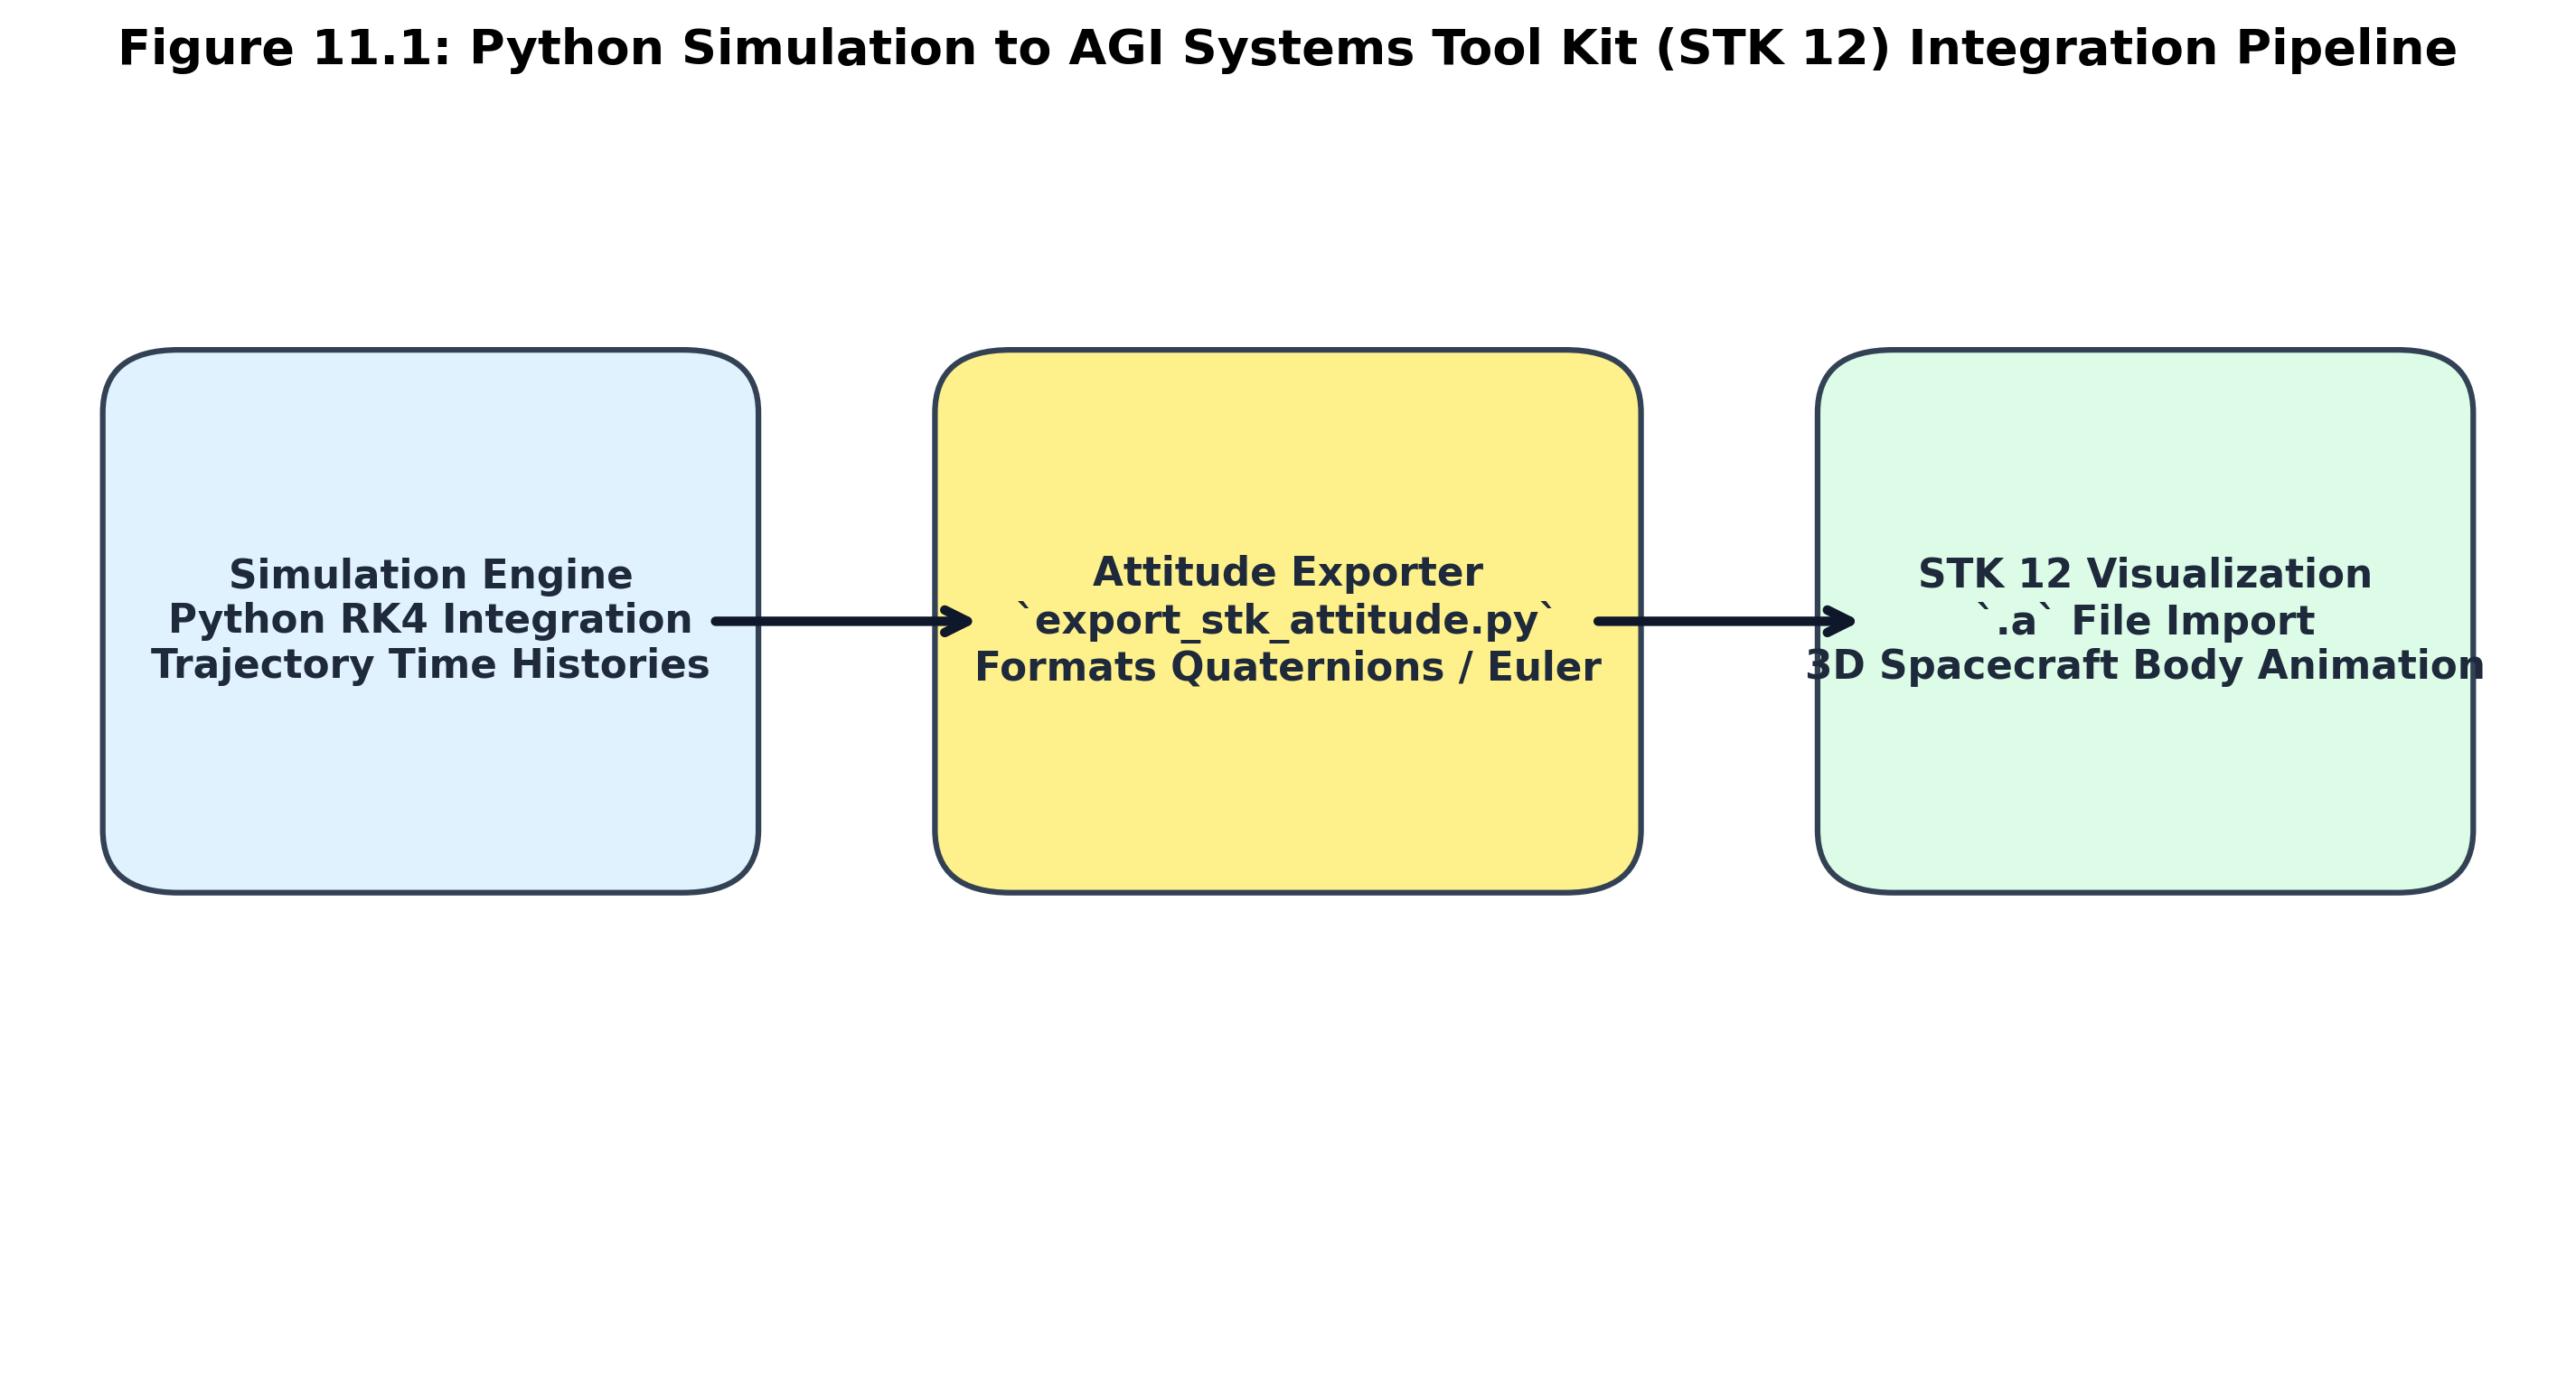 Figure 11.1: Python Simulation to AGI Systems Tool Kit (STK 12) Integration Pipeline
Simulation Engine
Python RK4 Integration
Trajectory Time Histories
Attitude Exporter
`export_stk_attitude.py`
Formats Quaternions / Euler
STK 12 Visualization
`.a` File Import
3D Spacecraft Body Animation